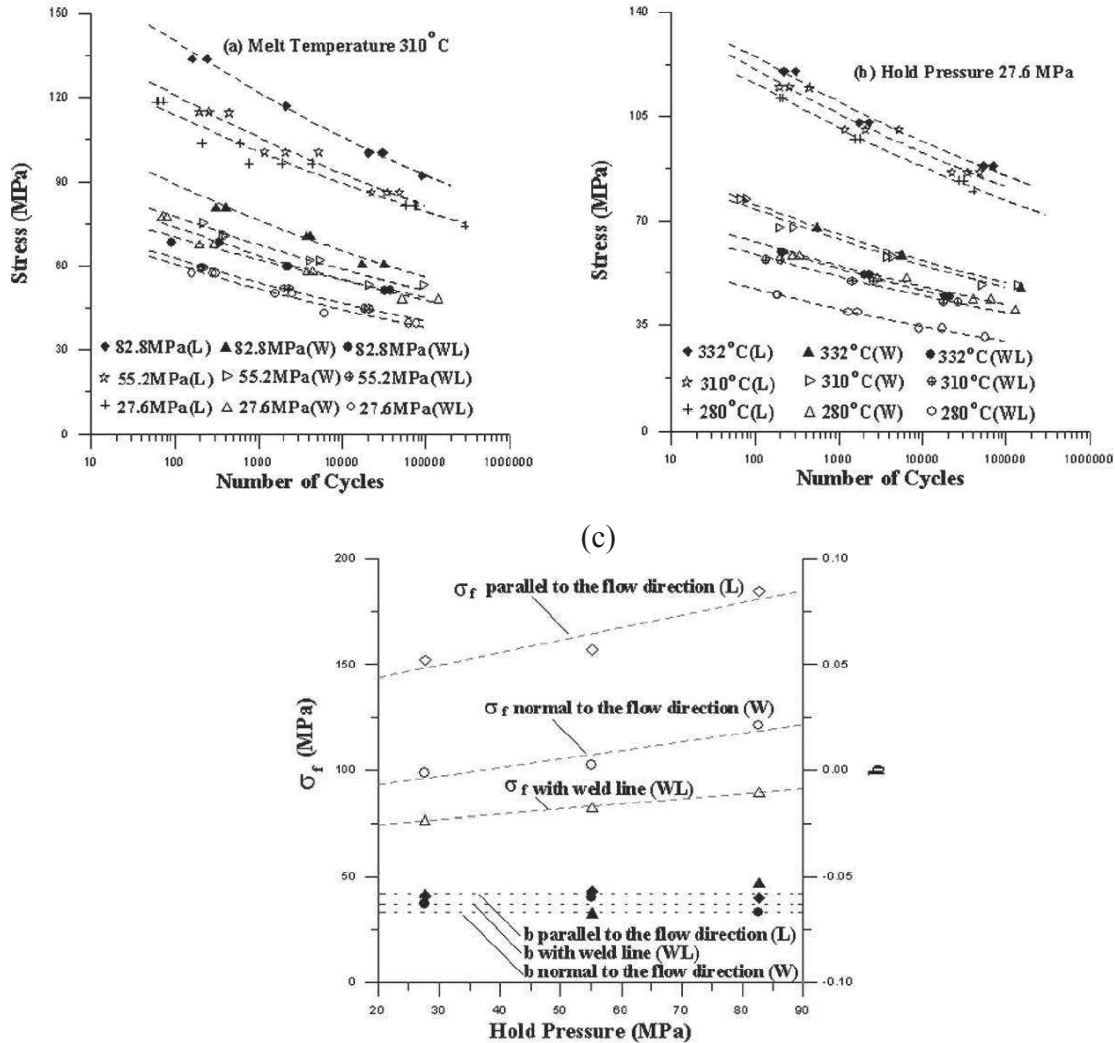 (a) Melt Temperature 310°C
150
120
90
60
30
0
Stress (MPa)
82.8MPa(L) 82.8MPa(W) 82.8MPa(WL)
55.2MPa(L) 55.2MPa(W) 55.2MPa(WL)
27.6MPa(L) 27.6MPa(W) 27.6MPa(WL)
10 100 1000 10000 100000 1000000
Number of Cycles
(b) Hold Pressure 27.6 MPa
140
105
70
35
0
Stress (MPa)
332°C(L) 332°C(W) 332°C(WL)
310°C(L) 310°C(W) 310°C(WL)
280°C(L) 280°C(W) 280°C(WL)
10 100 1000 10000 100000 1000000
Number of Cycles
(c)
200
150
100
50
0
σf (MPa)
σf parallel to the flow direction (L)
σf normal to the flow direction (W)
σf with weld line (WL)
b parallel to the flow direction (L)
b with weld line (WL)
b normal to the flow direction (W)
0.10
0.05
0.00
-0.05
-0.10
b
20 30 40 50 60 70 80 90
Hold Pressure (MPa)